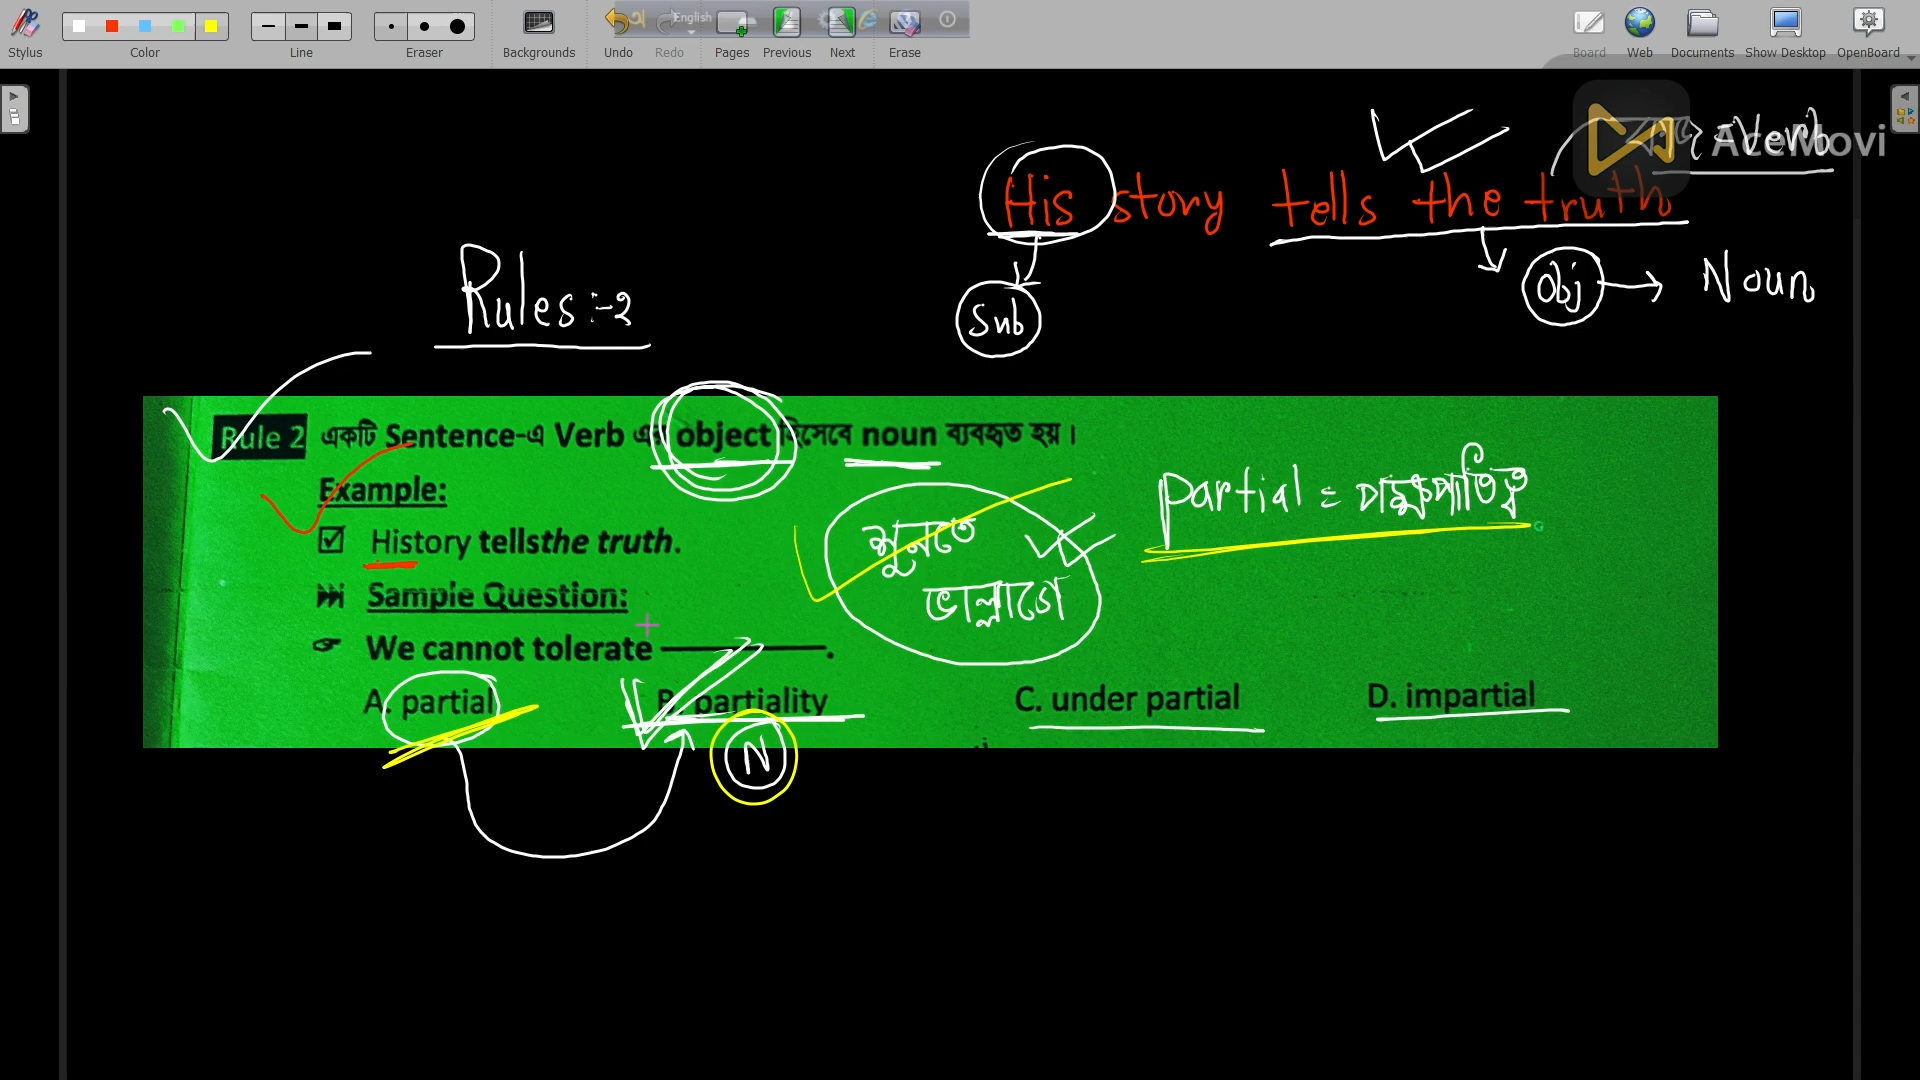 Stylus Color Line Eraser Backgrounds Undo Redo Pages Previous Next Erase Board Web Documents Show Desktop OpenBoard
English
AceMovi
=Verb
His story tells the truth
Sub
Obj → Noun
Rules :-2
Rule 2 একটি Sentence-এ Verb এর object হিসেবে noun ব্যবহৃত হয়।
Example:
History tellsthe truth.
Sample Question:
We cannot tolerate ————.
A. partial B. partiality C. under partial D. impartial
partial = পক্ষপাতিত্ব
N